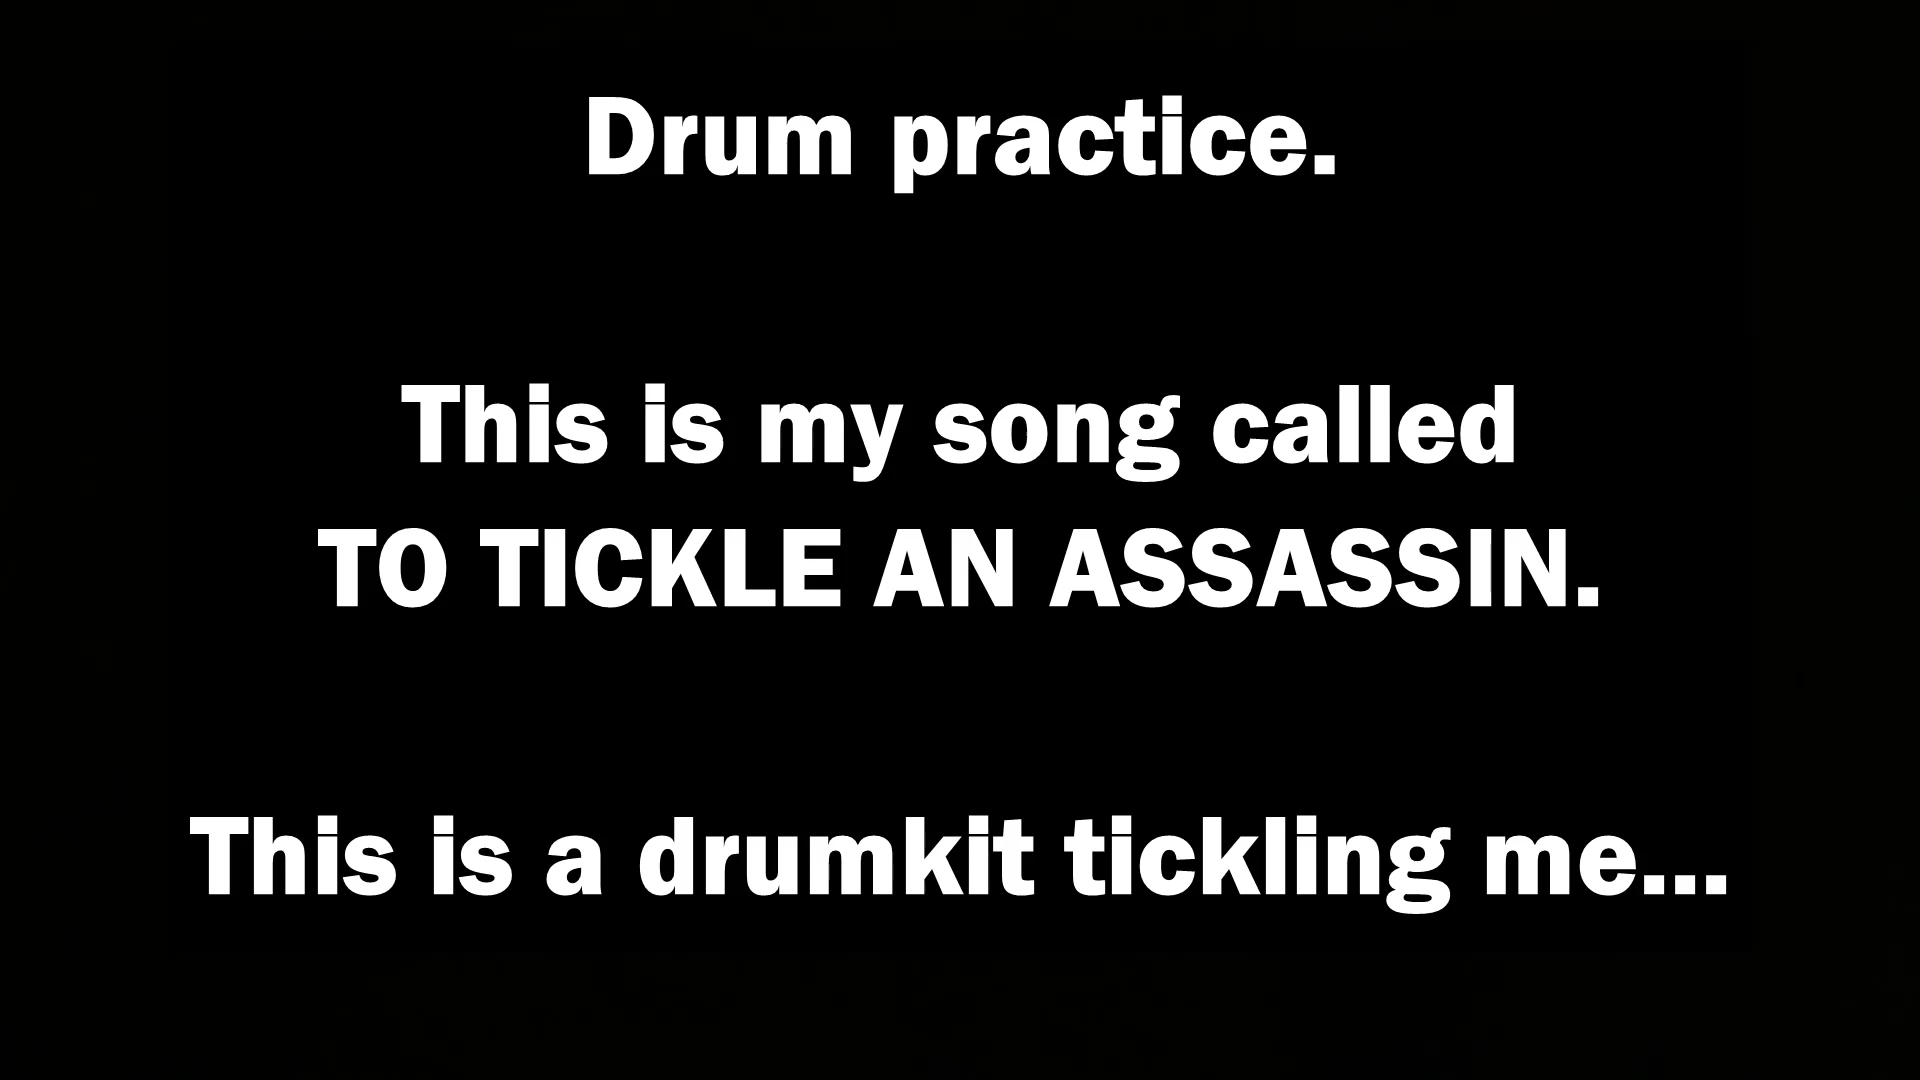 Drum practice.
This is my song called
TO TICKLE AN ASSASSIN.
This is a drumkit tickling me...